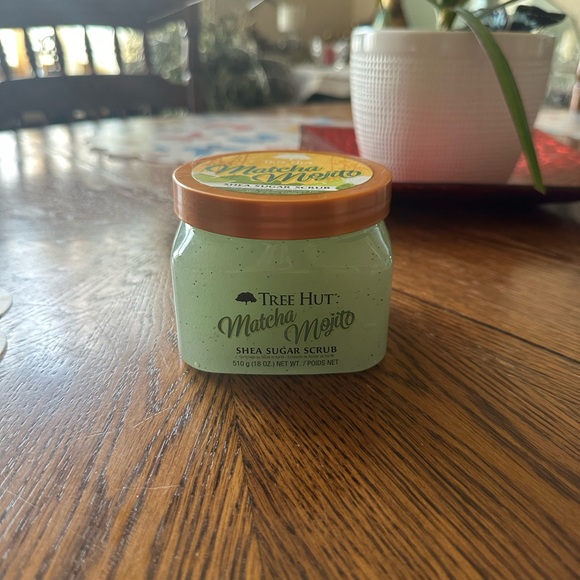 Matcha
Mojito
SHEA SUGAR SCRUB
TREE HUT
Matcha
Mojito
SHEA SUGAR SCRUB
510 g (18 OZ.) NET WT. / POIDS NET